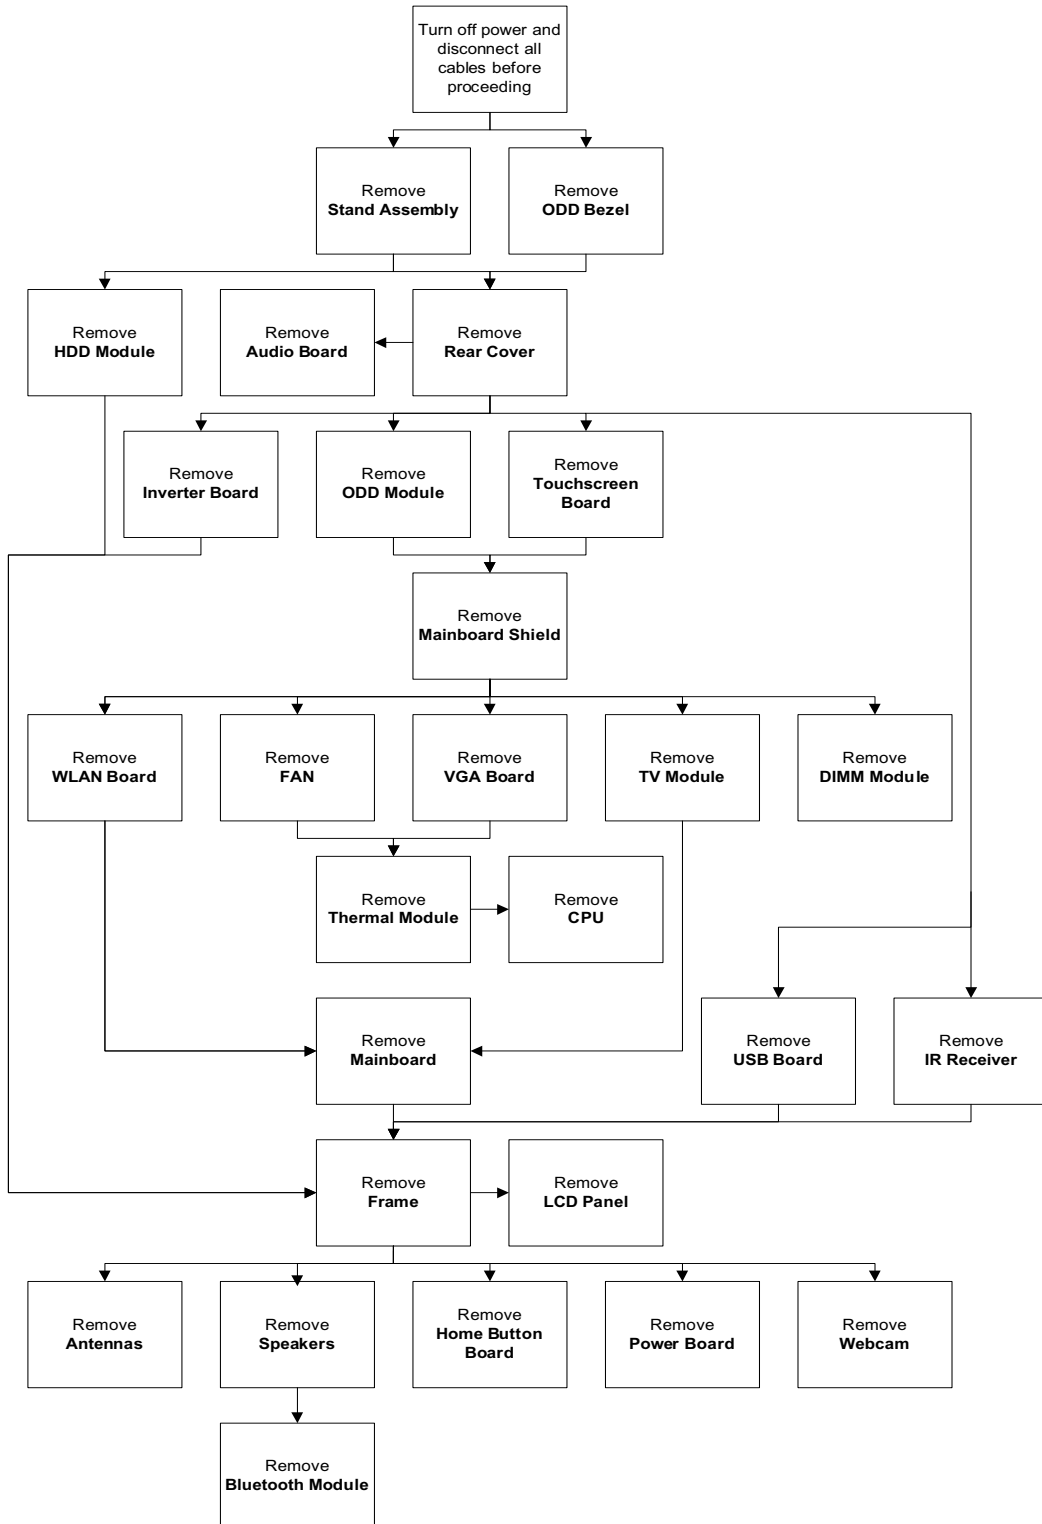 Turn off power and
disconnect all
cables before
proceeding
Remove
Stand Assembly
Remove
ODD Bezel
Remove
HDD Module
Remove
Audio Board
Remove
Rear Cover
Remove
Inverter Board
Remove
ODD Module
Remove
Touchscreen
Board
Remove
Mainboard Shield
Remove
WLAN Board
Remove
FAN
Remove
VGA Board
Remove
TV Module
Remove
DIMM Module
Remove
Thermal Module
Remove
CPU
Remove
Mainboard
Remove
USB Board
Remove
IR Receiver
Remove
Frame
Remove
LCD Panel
Remove
Antennas
Remove
Speakers
Remove
Home Button
Board
Remove
Power Board
Remove
Webcam
Remove
Bluetooth Module